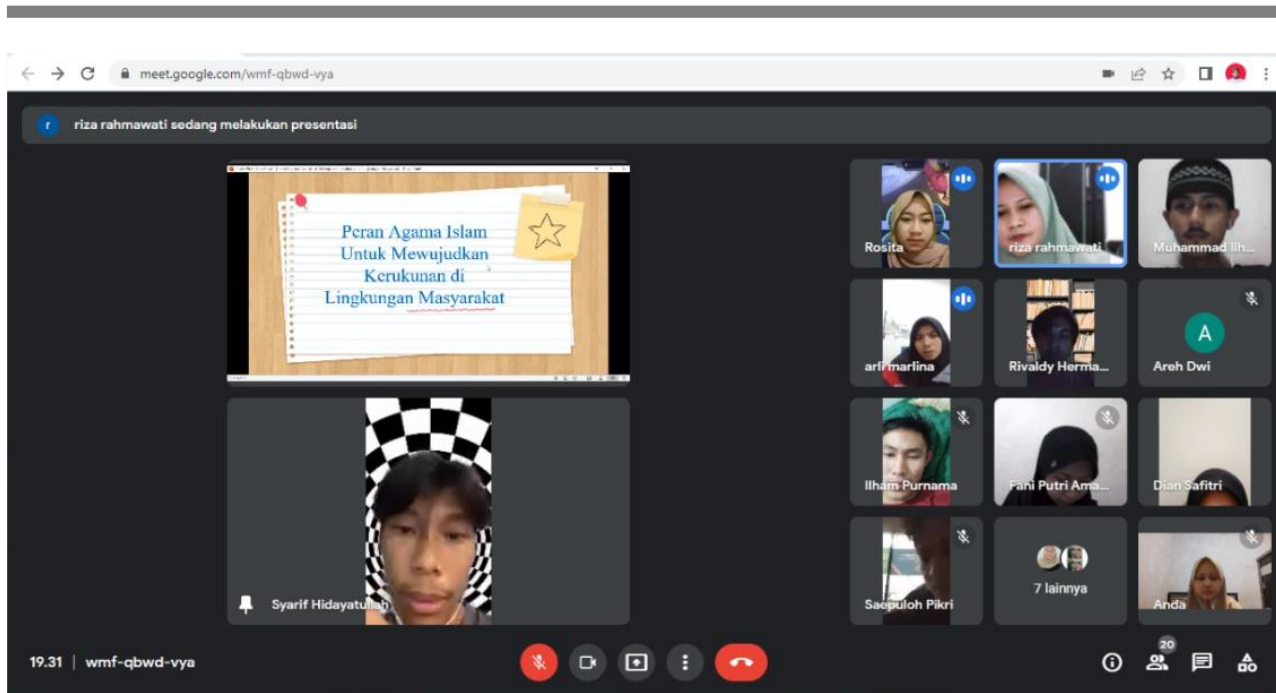 meet.google.com/wmf-qbwd-vya
r
riza rahmawati sedang melakukan presentasi
Peran Agama Islam
Untuk Mewujudkan
Kerukunan di
Lingkungan Masyarakat
Syarif Hidayatullah
Rosita
riza rahmawati
Muhammad Ilh...
arli marlina
Rivaldy Herma...
A
Areh Dwi
Ilham Purnama
Fani Putri Ama...
Dian Safitri
Saepuloh Pikri
7 lainnya
Anda
19.31 | wmf-qbwd-vya
20